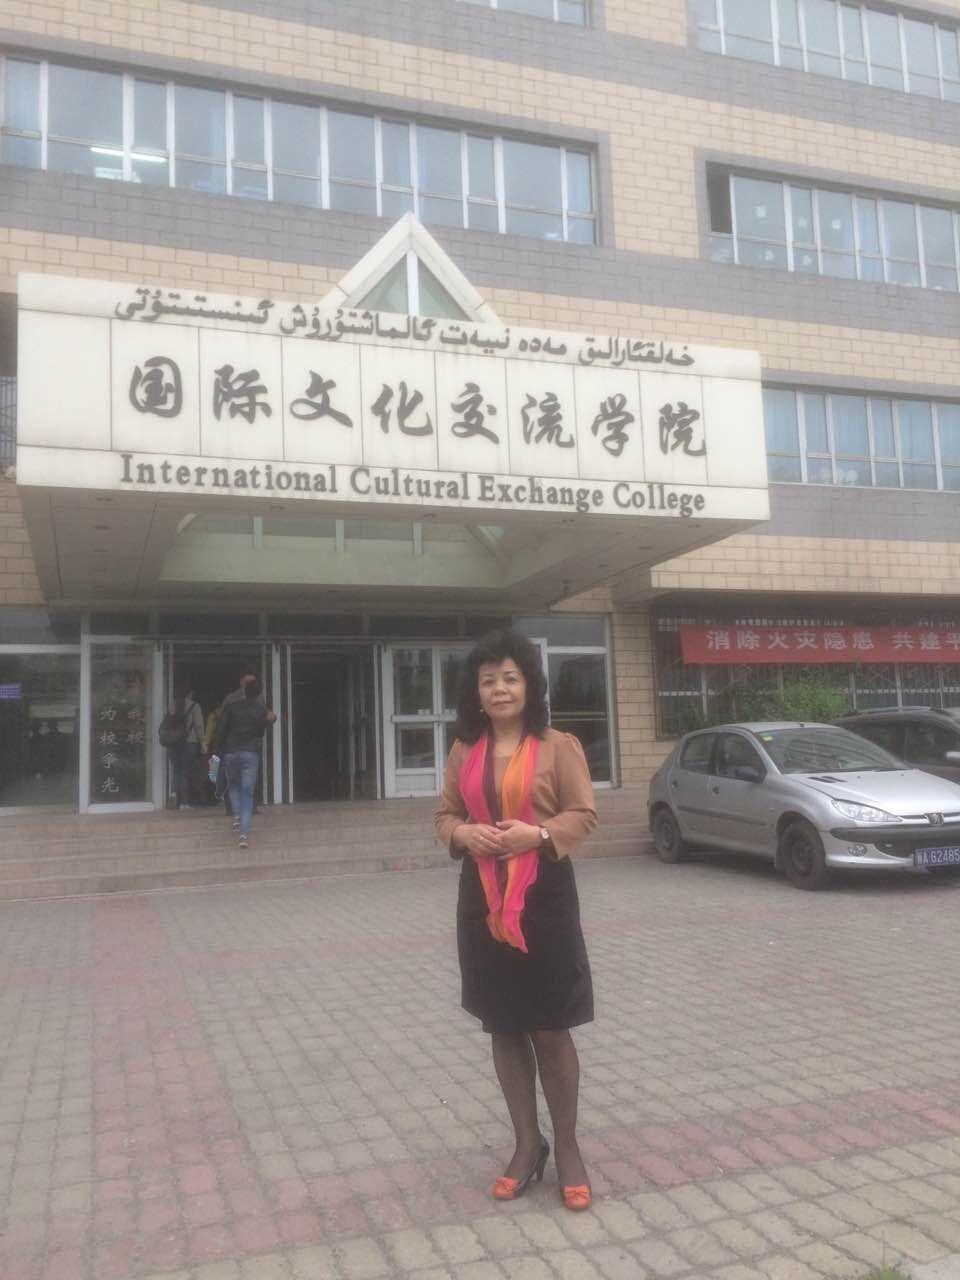 خەلقئارالىق مەدەنىيەت ئالماشتۇرۇش ئىنستىتۇتى
国际文化交流学院
International Cultural Exchange College
消除火灾隐患 共建平
为校争光
A G2485